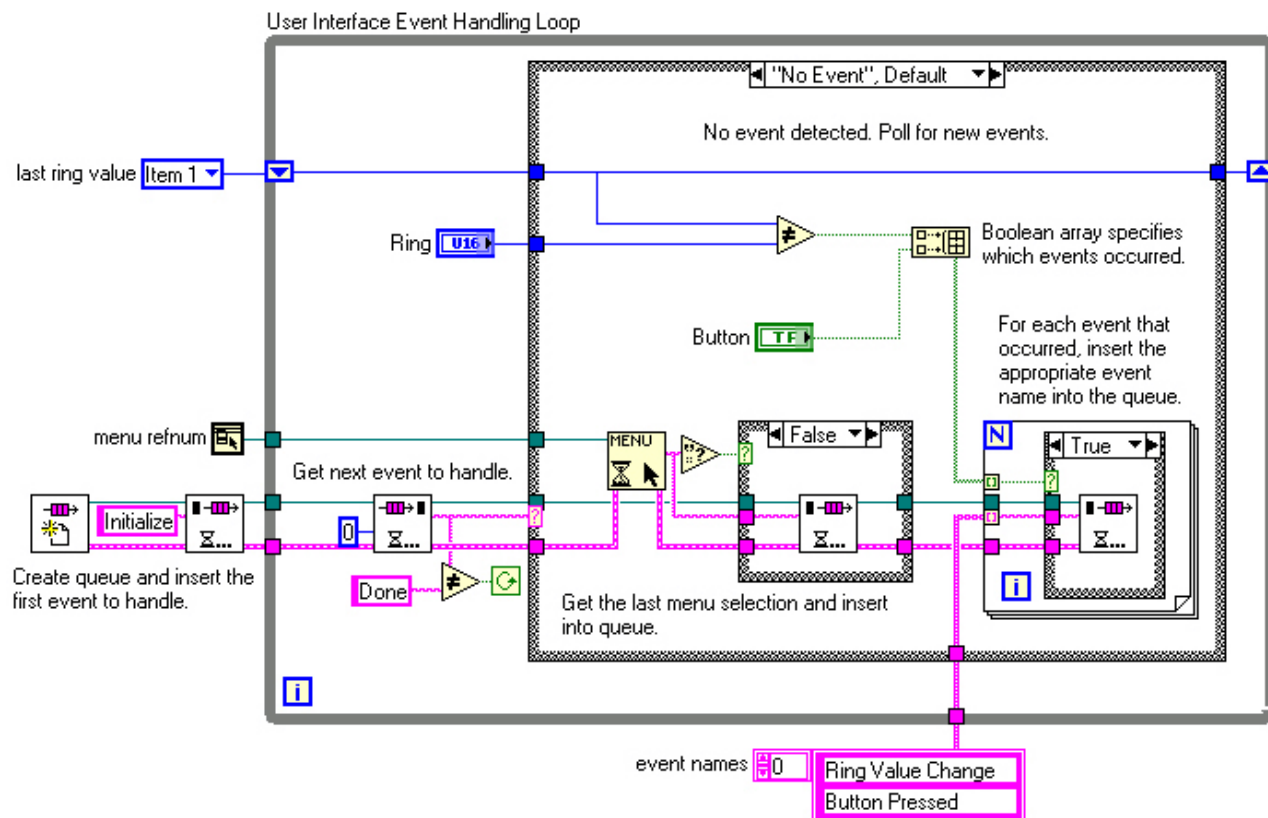 User Interface Event Handling Loop
"No Event", Default
No event detected. Poll for new events.
last ring value
Item 1
Ring
U16
Boolean array specifies
which events occurred.
Button
TF
For each event that
occurred, insert the
appropriate event
name into the queue.
menu refnum
MENU
False
N
True
Get next event to handle.
Initialize
0
?
?
?
Done
Create queue and insert the
first event to handle.
Get the last menu selection and insert
into queue.
i
i
event names
0
Ring Value Change
Button Pressed